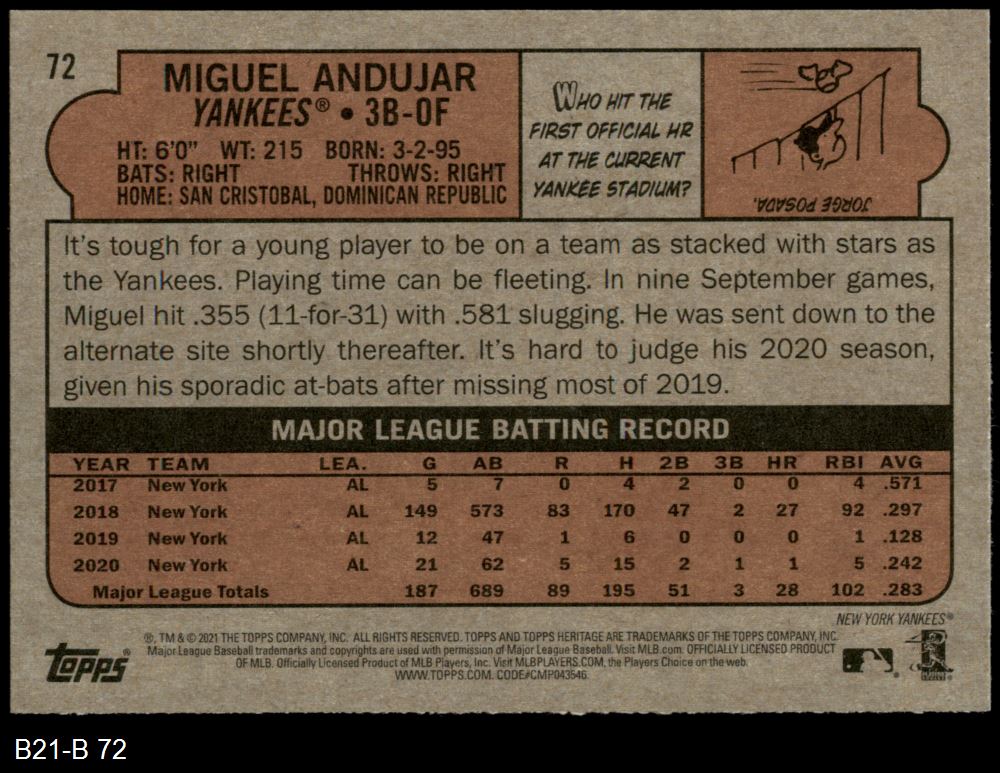 72
MIGUEL ANDUJAR
YANKEES® • 3B-OF
HT: 6'0" WT: 215 BORN: 3-2-95
BATS: RIGHT THROWS: RIGHT
HOME: SAN CRISTOBAL, DOMINICAN REPUBLIC
WHO HIT THE
FIRST OFFICIAL HR
AT THE CURRENT
YANKEE STADIUM?
JORGE POSADA.
It's tough for a young player to be on a team as stacked with stars as
the Yankees. Playing time can be fleeting. In nine September games,
Miguel hit .355 (11-for-31) with .581 slugging. He was sent down to the
alternate site shortly thereafter. It's hard to judge his 2020 season,
given his sporadic at-bats after missing most of 2019.
MAJOR LEAGUE BATTING RECORD
YEAR TEAM LEA. G AB R H 2B 3B HR RBI AVG
2017 New York AL 5 7 0 4 2 0 0 4 .571
2018 New York AL 149 573 83 170 47 2 27 92 .297
2019 New York AL 12 47 1 6 0 0 0 1 .128
2020 New York AL 21 62 5 15 2 1 1 5 .242
Major League Totals 187 689 89 195 51 3 28 102 .283
NEW YORK YANKEES®
®, TM & © 2021 THE TOPPS COMPANY, INC. ALL RIGHTS RESERVED. TOPPS AND TOPPS HERITAGE ARE TRADEMARKS OF THE TOPPS COMPANY, INC.
Major League Baseball trademarks and copyrights are used with permission of Major League Baseball. Visit MLB.com. OFFICIALLY LICENSED PRODUCT
OF MLB. Officially Licensed Product of MLB Players, Inc. Visit MLBPLAYERS.COM, the Players Choice on the web.
WWW.TOPPS.COM. CODE#CMP043546
topps®
B21-B 72